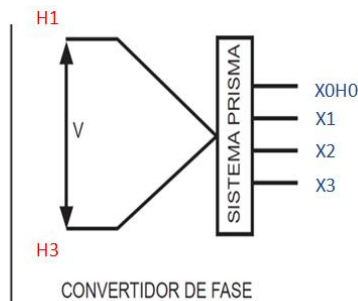 H1
V
H3
SISTEMA PRISMA
X0H0
X1
X2
X3
CONVERTIDOR DE FASE